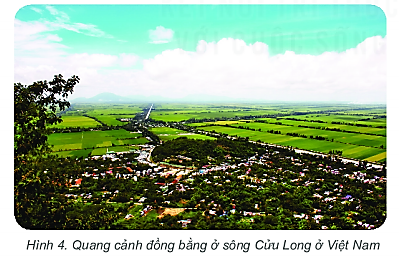 Hình 4. Quang cảnh đồng bằng ở sông Cửu Long ở Việt Nam